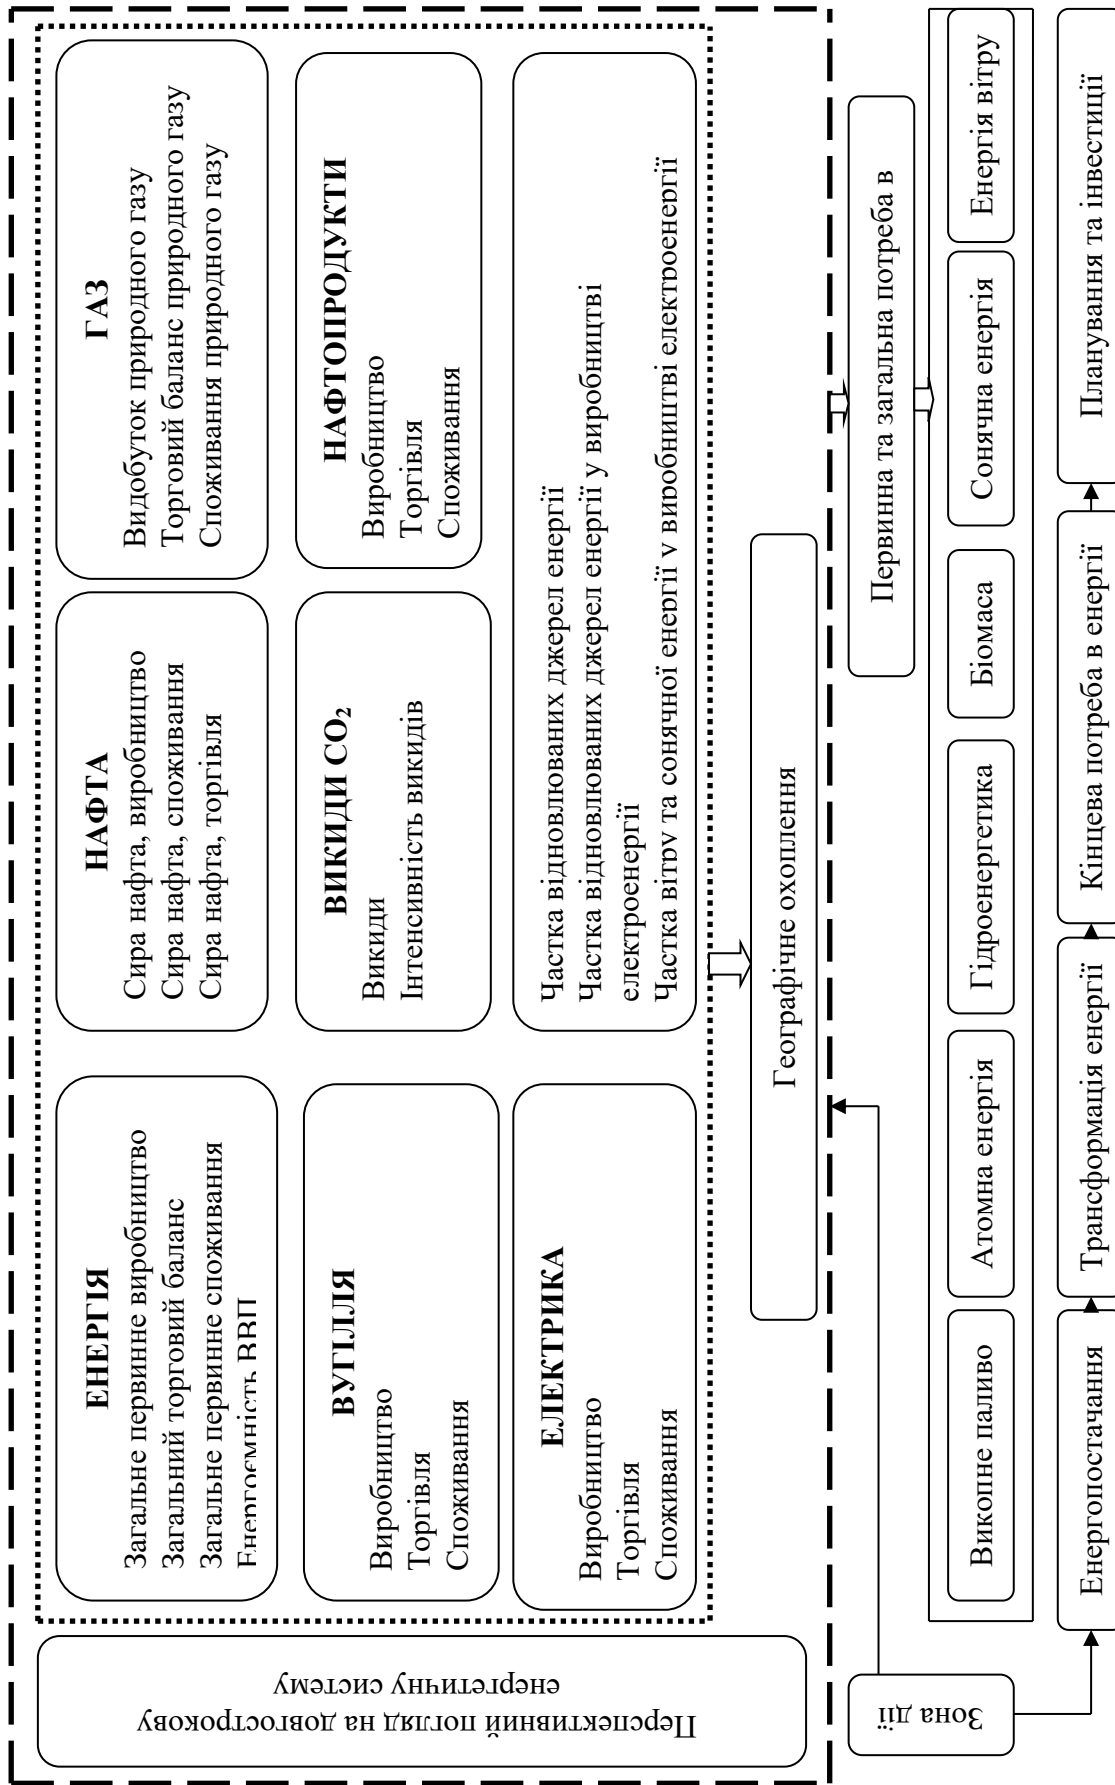 Перспективний погляд на довгострокову
енергетичну систему
ЕНЕРГІЯ
Загальне первинне виробництво
Загальний торговий баланс
Загальне первинне споживання
Енергоємність ВВП
НАФТА
Сира нафта, виробництво
Сира нафта, споживання
Сира нафта, торгівля
ГАЗ
Видобуток природного газу
Торговий баланс природного газу
Споживання природного газу
ВУГІЛЛЯ
Виробництво
Торгівля
Споживання
ВИКИДИ CO₂
Викиди
Інтенсивність викидів
НАФТОПРОДУКТИ
Виробництво
Торгівля
Споживання
ЕЛЕКТРИКА
Виробництво
Торгівля
Споживання
Частка відновлюваних джерел енергії
Частка відновлюваних джерел енергії у виробництві
електроенергії
Частка вітру та сонячної енергії у виробництві електроенергії
Географічне охоплення
Зона дії
Первинна та загальна потреба в
Викопне паливо
Атомна енергія
Гідроенергетика
Біомаса
Сонячна енергія
Енергія вітру
Енергопостачання
Трансформація енергії
Кінцева потреба в енергії
Планування та інвестиції